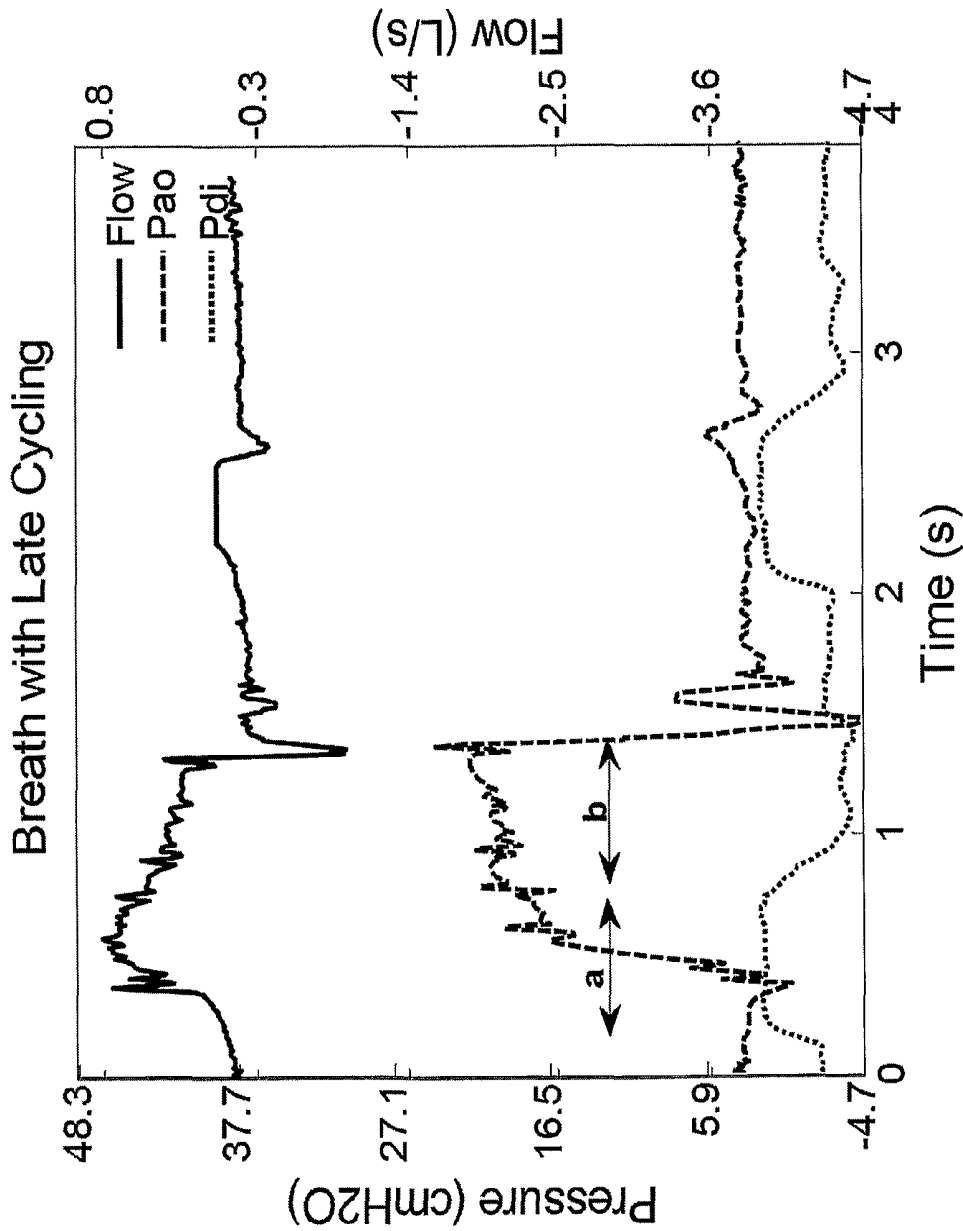 Breath with Late Cycling
Flow
Pao
Pdi
Pressure (cmH2O)
48.3
37.7
27.1
16.5
5.9
-4.7
Flow (L/s)
0.8
-0.3
-1.4
-2.5
-3.6
-4.7
a
b
0
1
2
3
4
Time (s)